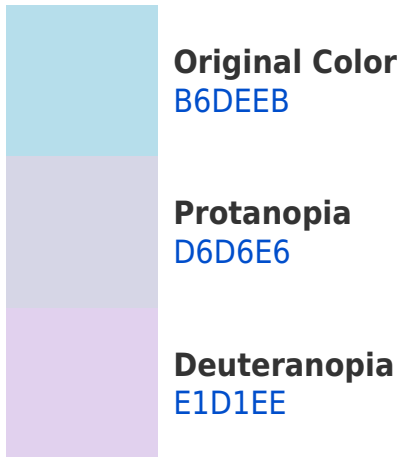 Original Color
B6DEEB
Protanopia
D6D6E6
Deuteranopia
E1D1EE